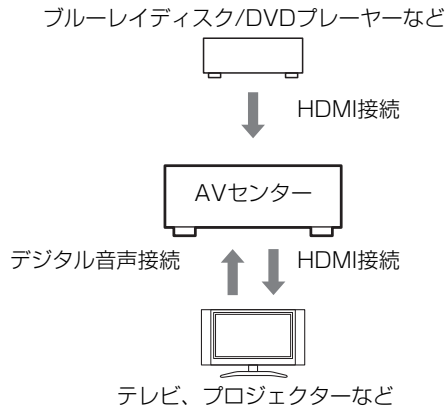 ブルーレイディスク/DVDプレーヤーなど
HDMI接続
AVセンター
デジタル音声接続
HDMI接続
テレビ、プロジェクターなど